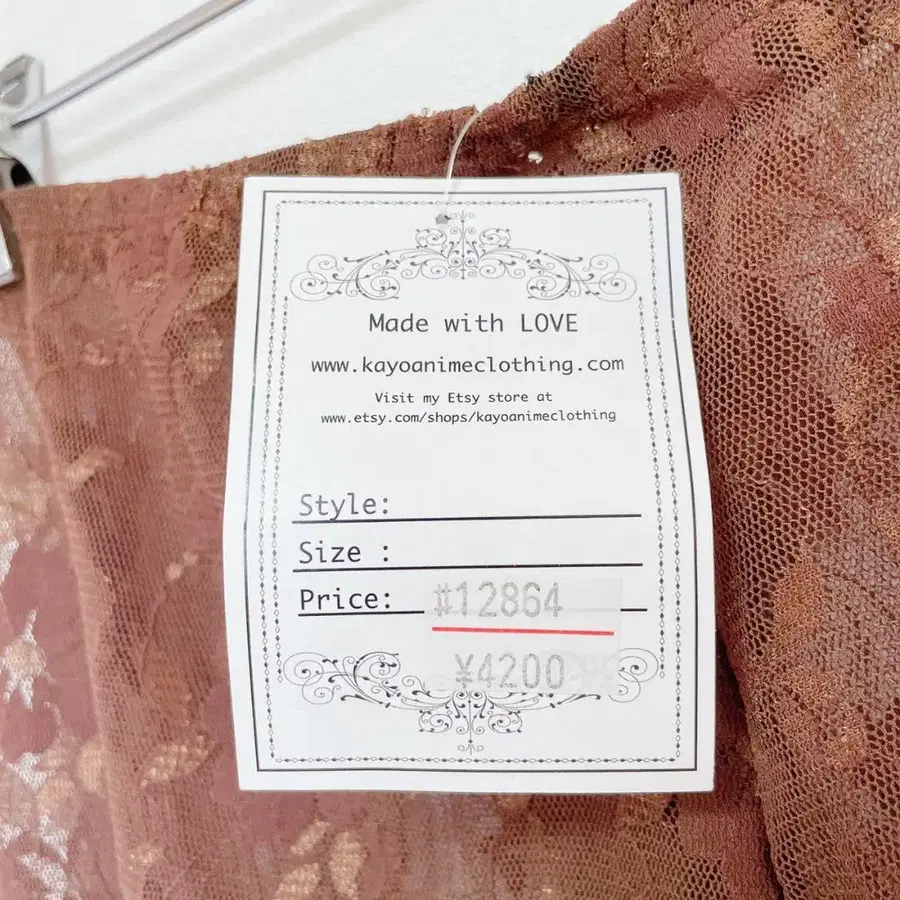 Made with LOVE
www.kayoanimeclothing.com
Visit my Etsy store at
www.etsy.com/shops/kayoanimeclothing
Style:
Size :
Price: #12864
¥4200